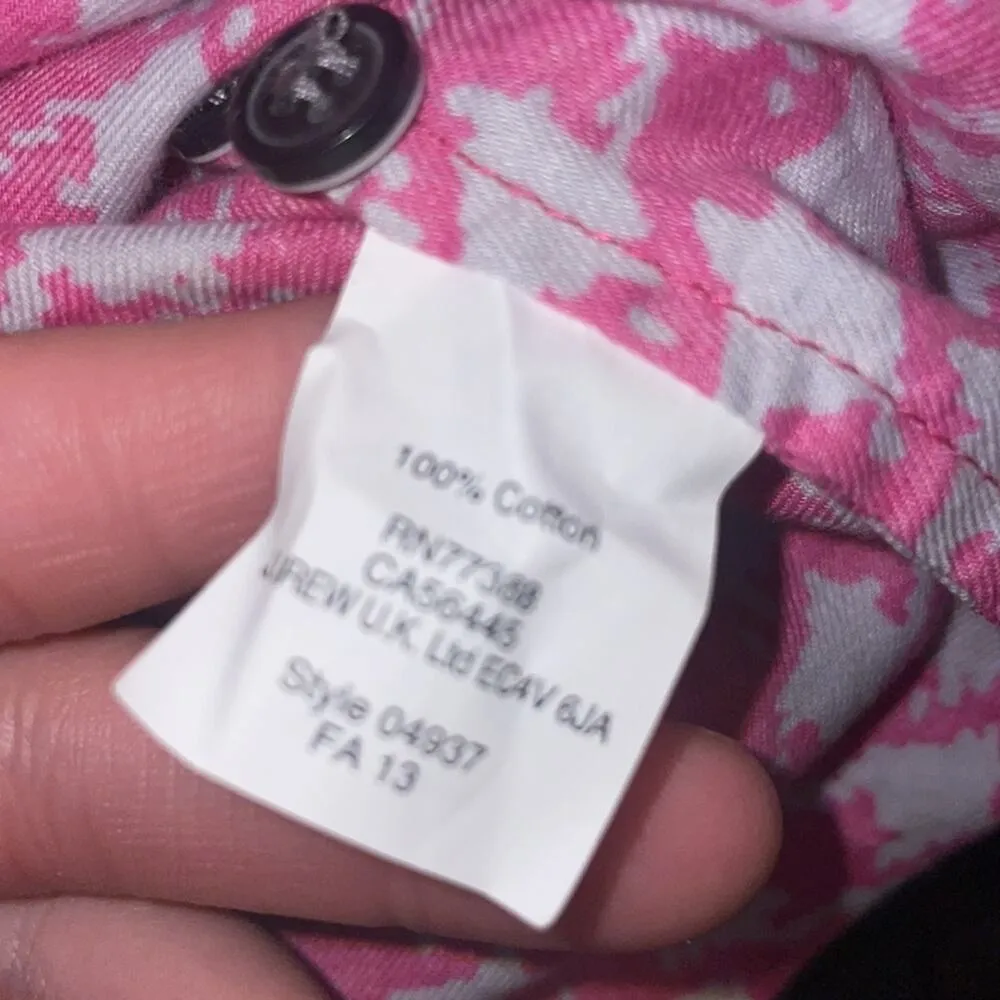 100% Cotton
RN77388
CA56445
J.CREW U.K. Ltd EC4V 6JA
Style 04937
FA 13